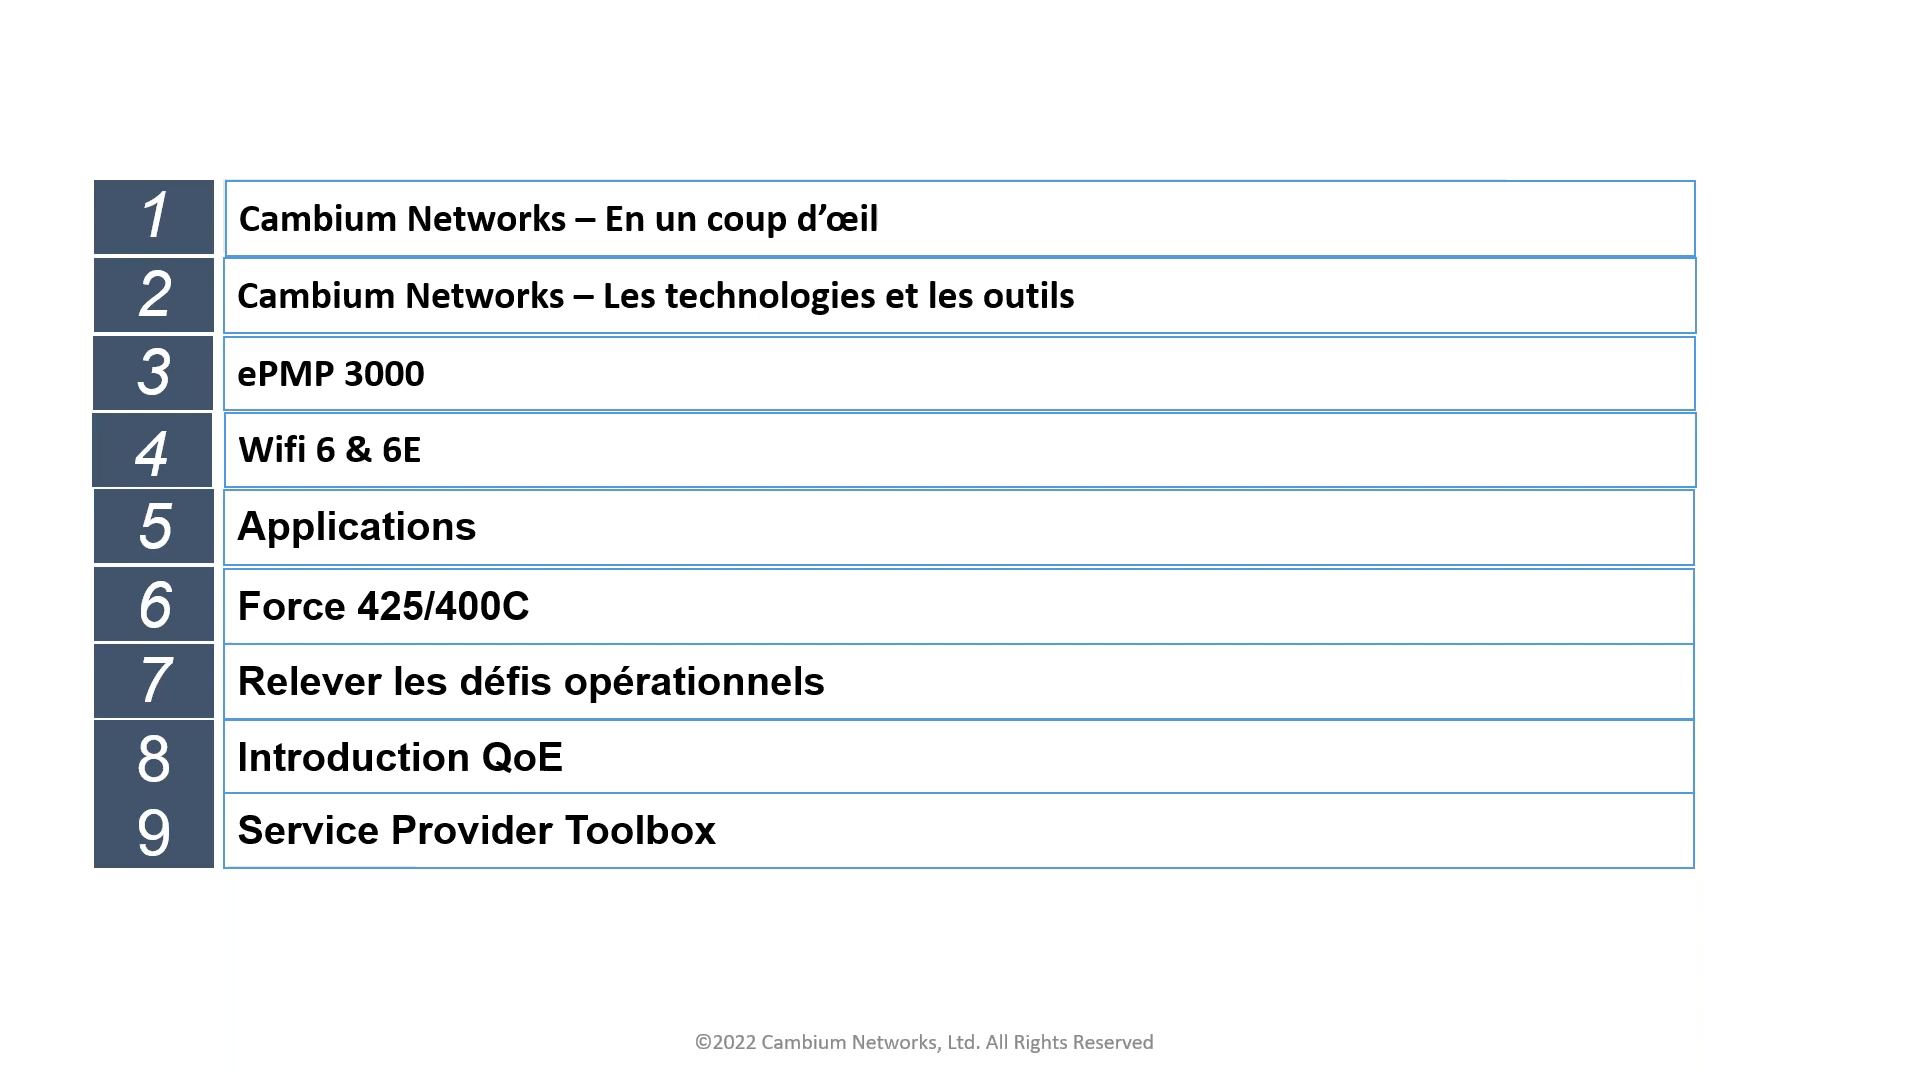 1 Cambium Networks – En un coup d’œil
2 Cambium Networks – Les technologies et les outils
3 ePMP 3000
4 Wifi 6 & 6E
5 Applications
6 Force 425/400C
7 Relever les défis opérationnels
8 Introduction QoE
9 Service Provider Toolbox
©2022 Cambium Networks, Ltd. All Rights Reserved